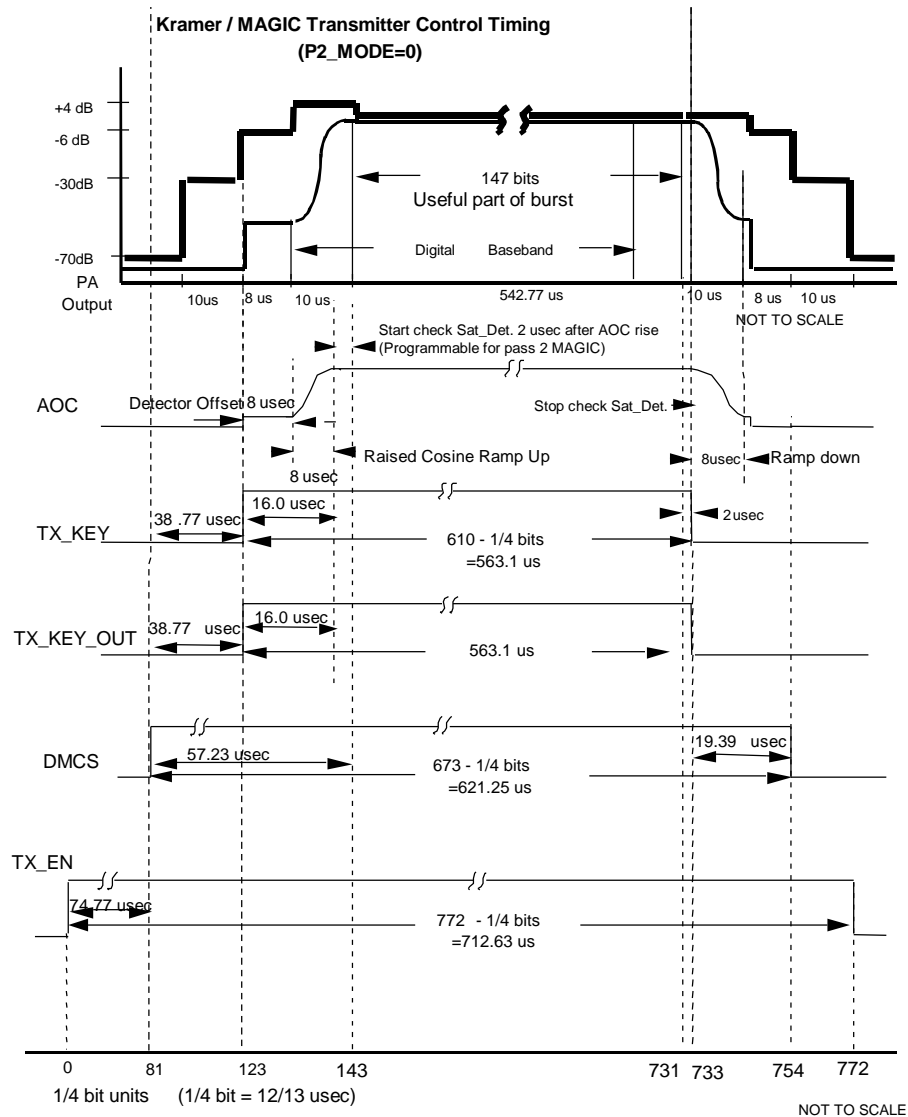 Kramer / MAGIC Transmitter Control Timing
(P2_MODE=0)
+4 dB
-6 dB
-30dB
-70dB
PA
Output
147 bits
Useful part of burst
Digital Baseband
10us
8 us
10 us
542.77 us
10 us
8 us
10 us
NOT TO SCALE
Start check Sat_Det. 2 usec after AOC rise
(Programmable for pass 2 MAGIC)
AOC
Detector Offset
8 usec
Stop check Sat_Det.
Raised Cosine Ramp Up
8usec
Ramp down
8 usec
TX_KEY
38 .77 usec
16.0 usec
610 - 1/4 bits
=563.1 us
2usec
TX_KEY_OUT
38.77 usec
16.0 usec
563.1 us
DMCS
57.23 usec
673 - 1/4 bits
=621.25 us
19.39 usec
TX_EN
74.77 usec
772 - 1/4 bits
=712.63 us
0 81 123 143 731 733 754 772
1/4 bit units (1/4 bit = 12/13 usec)
NOT TO SCALE